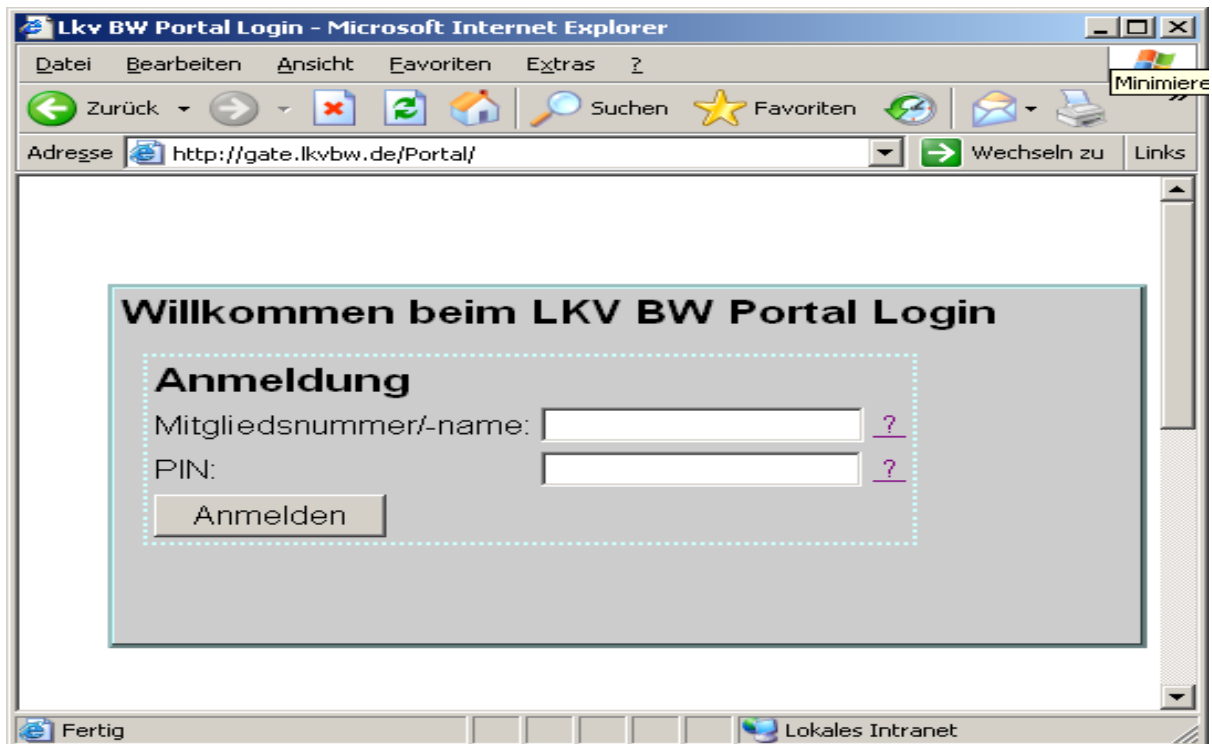 Lkv BW Portal Login - Microsoft Internet Explorer
Datei Bearbeiten Ansicht Favoriten Extras ?
Minimiere
Zurück Suchen Favoriten »
Adresse http://gate.lkvbw.de/Portal/ Wechseln zu Links
Willkommen beim LKV BW Portal Login
Anmeldung
Mitgliedsnummer/-name: ?
PIN: ?
Anmelden
Fertig Lokales Intranet